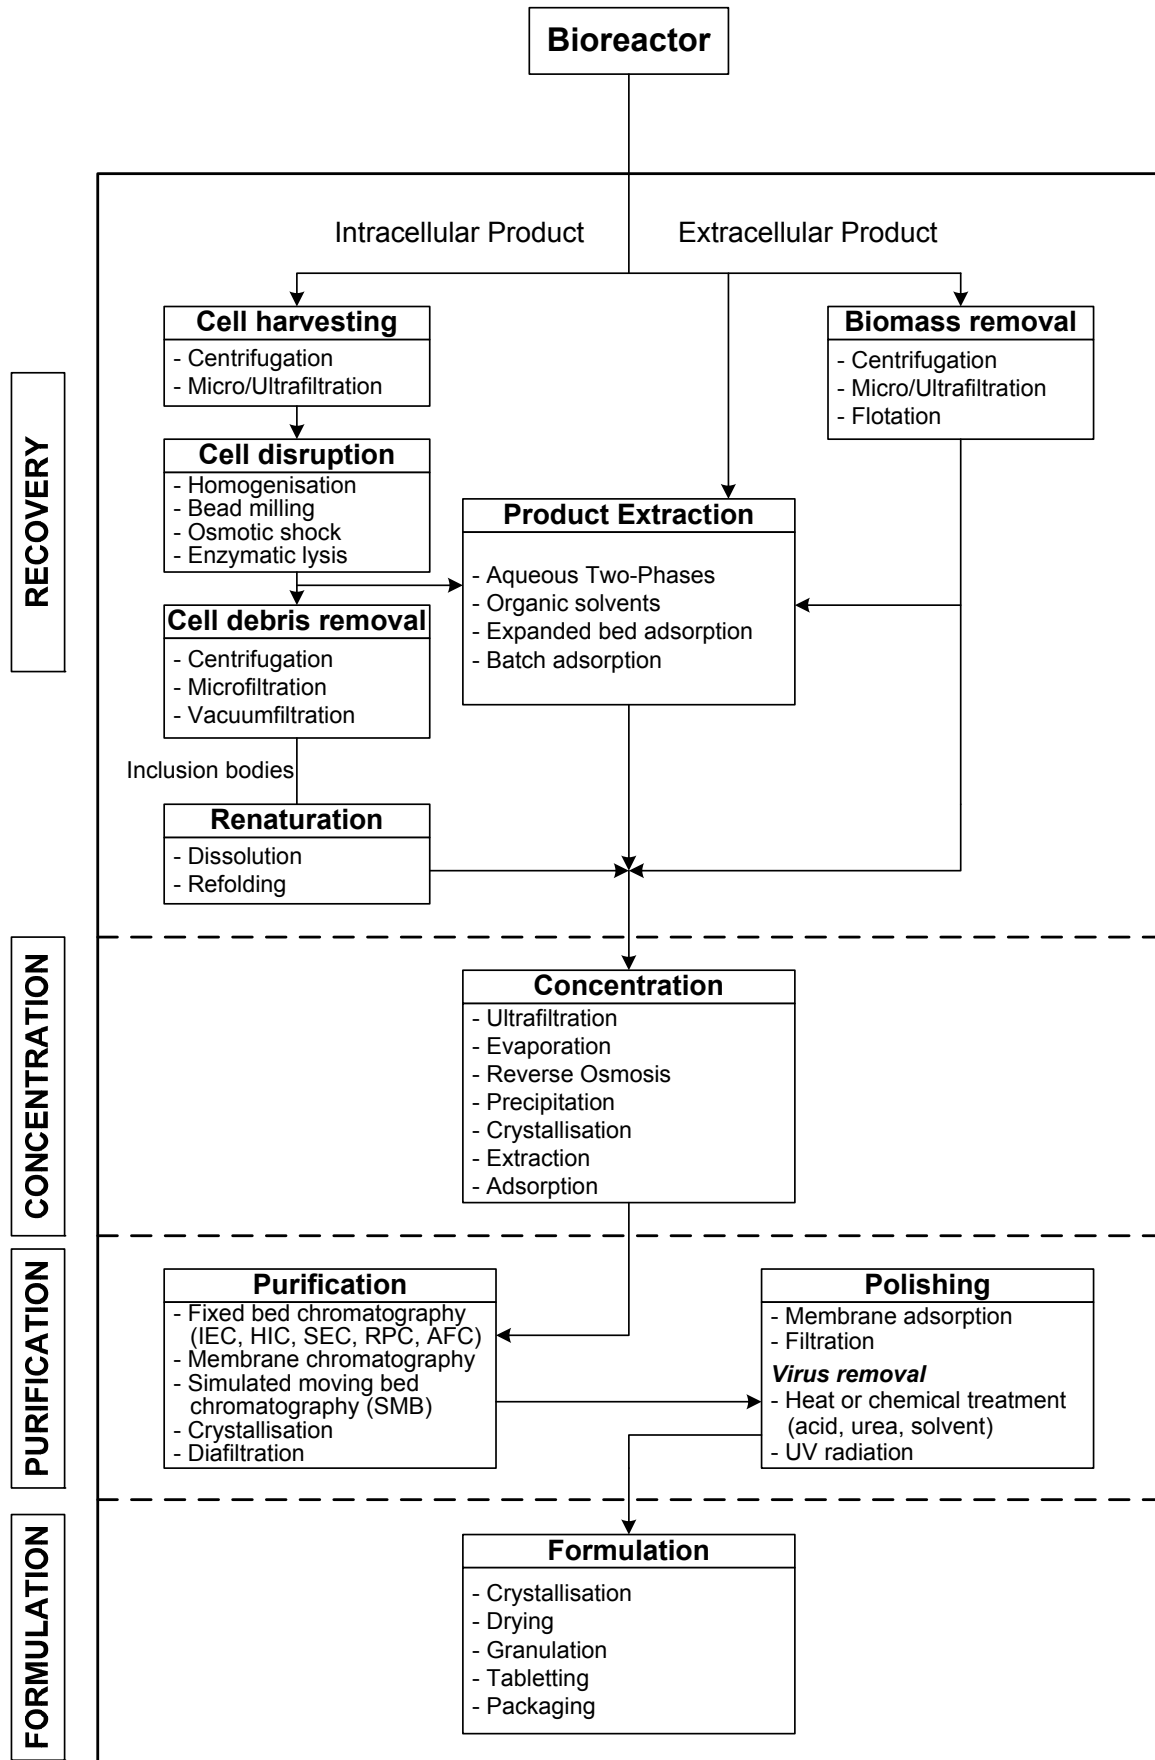 Bioreactor
Intracellular Product
Extracellular Product
RECOVERY
Cell harvesting
- Centrifugation
- Micro/Ultrafiltration
Biomass removal
- Centrifugation
- Micro/Ultrafiltration
- Flotation
Cell disruption
- Homogenisation
- Bead milling
- Osmotic shock
- Enzymatic lysis
Product Extraction
- Aqueous Two-Phases
- Organic solvents
- Expanded bed adsorption
- Batch adsorption
Cell debris removal
- Centrifugation
- Microfiltration
- Vacuumfiltration
Inclusion bodies
Renaturation
- Dissolution
- Refolding
CONCENTRATION
Concentration
- Ultrafiltration
- Evaporation
- Reverse Osmosis
- Precipitation
- Crystallisation
- Extraction
- Adsorption
PURIFICATION
Purification
- Fixed bed chromatography
(IEC, HIC, SEC, RPC, AFC)
- Membrane chromatography
- Simulated moving bed
chromatography (SMB)
- Crystallisation
- Diafiltration
Polishing
- Membrane adsorption
- Filtration
Virus removal
- Heat or chemical treatment
(acid, urea, solvent)
- UV radiation
FORMULATION
Formulation
- Crystallisation
- Drying
- Granulation
- Tabletting
- Packaging